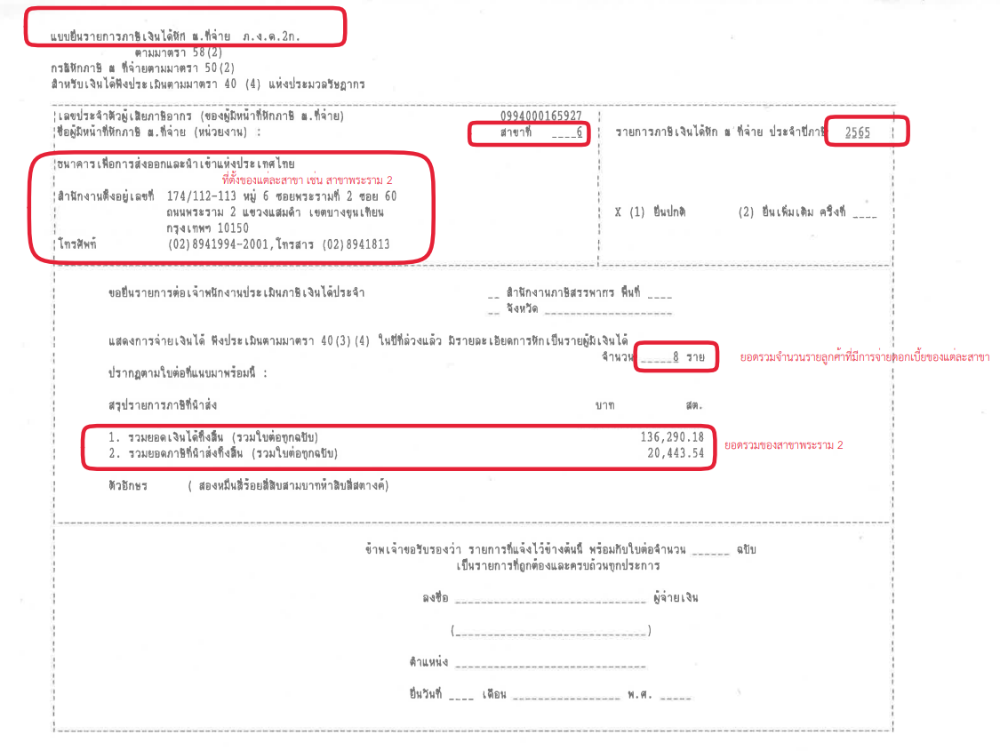 แบบยื่นรายการภาษีเงินได้หัก ณ.ที่จ่าย ภ.ง.ด.2ก.
ตามมาตรา 58(2)
กรณีหักภาษี ณ ที่จ่ายตามมาตรา 50(2)
สำหรับเงินได้พึงประเมินตามมาตรา 40 (4) แห่งประมวลรัษฎากร
เลขประจำตัวผู้เสียภาษีอากร (ของผู้มีหน้าที่หักภาษี ณ.ที่จ่าย) 0994000165927
ชื่อผู้มีหน้าที่หักภาษี ณ.ที่จ่าย (หน่วยงาน) : สาขาที่ ____6 รายการภาษีเงินได้หัก ณ ที่จ่าย ประจำปีภาษี 2565
ธนาคารเพื่อการส่งออกและนำเข้าแห่งประเทศไทย
ที่ตั้งของแต่ละสาขา เช่น สาขาพระราม 2
สำนักงานตั้งอยู่เลขที่ 174/112-113 หมู่ 6 ซอยพระรามที่ 2 ซอย 60
ถนนพระราม 2 แขวงแสมดำ เขตบางขุนเทียน
X (1) ยื่นปกติ (2) ยื่นเพิ่มเติม ครั้งที่ ____
กรุงเทพฯ 10150
โทรศัพท์ (02)8941994-2001,โทรสาร (02)8941813
ขอยื่นรายการต่อเจ้าพนักงานประเมินภาษีเงินได้ประจำ __ สำนักงานภาษีสรรพากร พื้นที่ ____
__ จังหวัด ____________________
แสดงการจ่ายเงินได้ พึงประเมินตามมาตรา 40(3)(4) ในปีที่ล่วงแล้ว มีรายละเอียดการหักเป็นรายผู้มีเงินได้
จำนวน _____8 ราย ยอดรวมจำนวนรายลูกค้าที่มีการจ่ายดอกเบี้ยของแต่ละสาขา
ปรากฏตามใบต่อที่แนบมาพร้อมนี้ :
สรุปรายการภาษีที่นำส่ง บาท สต.
1. รวมยอดเงินได้ทั้งสิ้น (รวมใบต่อทุกฉบับ) 136,290.18
ยอดรวมของสาขาพระราม 2
2. รวมยอดภาษีที่นำส่งทั้งสิ้น (รวมใบต่อทุกฉบับ) 20,443.54
ตัวอักษร ( สองหมื่นสี่ร้อยสี่สิบสามบาทห้าสิบสี่สตางค์)
ข้าพเจ้าขอรับรองว่า รายการที่แจ้งไว้ข้างต้นนี้ พร้อมกับใบต่อจำนวน ______ ฉบับ
เป็นรายการที่ถูกต้องและครบถ้วนทุกประการ
ลงชื่อ ______________________________ ผู้จ่ายเงิน
(______________________________)
ตำแหน่ง ______________________________
ยื่นวันที่ ____ เดือน _________________ พ.ศ. _____